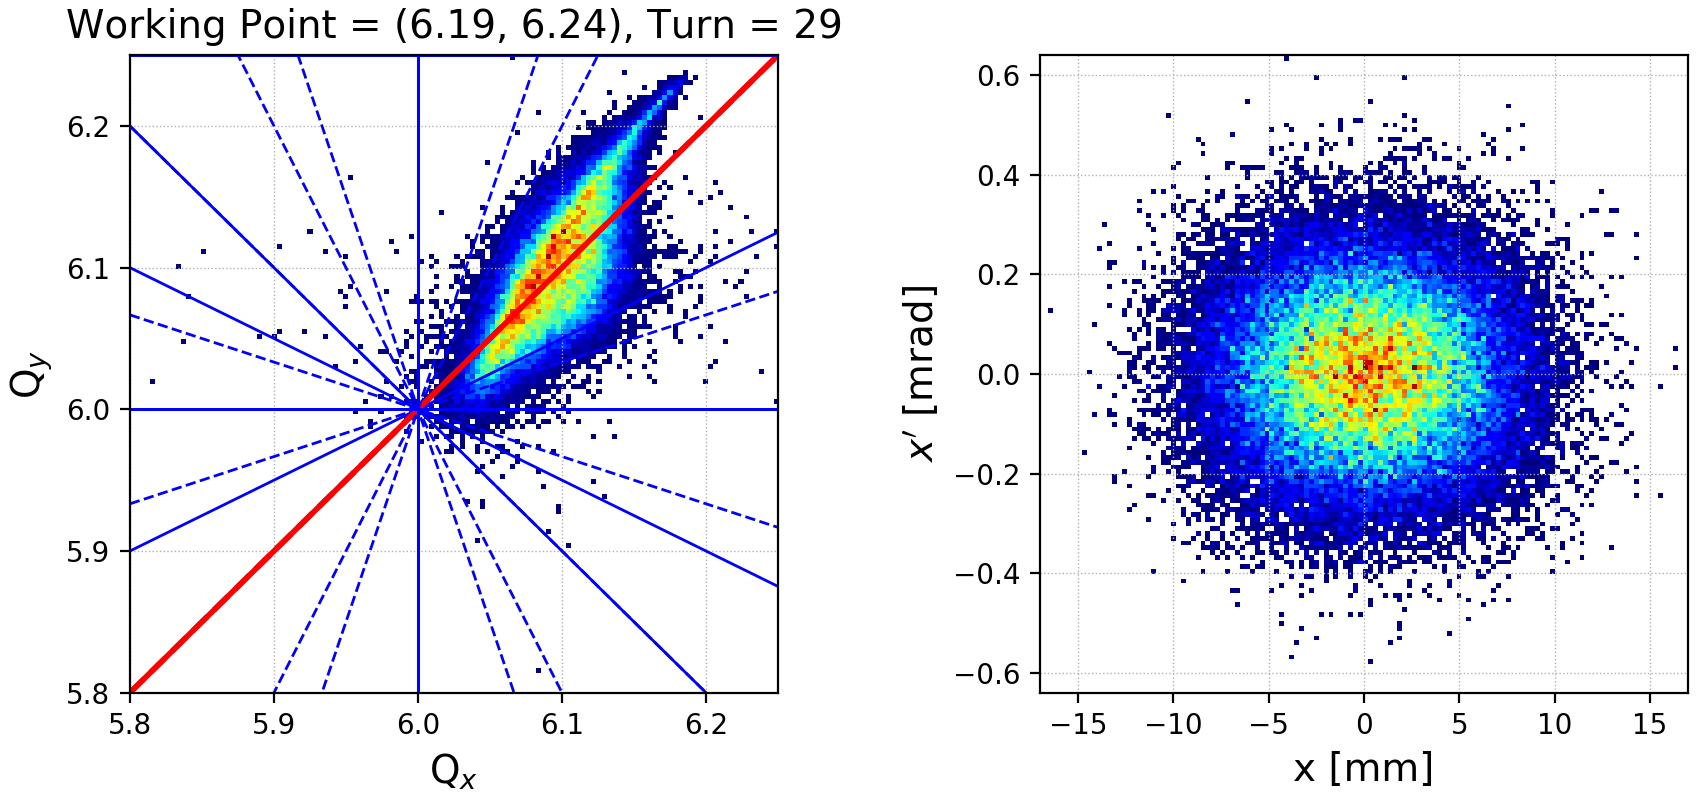 Working Point = (6.19, 6.24), Turn = 29
6.2
6.1
6.0
5.9
5.8
Q_y
5.8 5.9 6.0 6.1 6.2
Q_x
0.6
0.4
0.2
0.0
−0.2
−0.4
−0.6
x′ [mrad]
−15 −10 −5 0 5 10 15
x [mm]